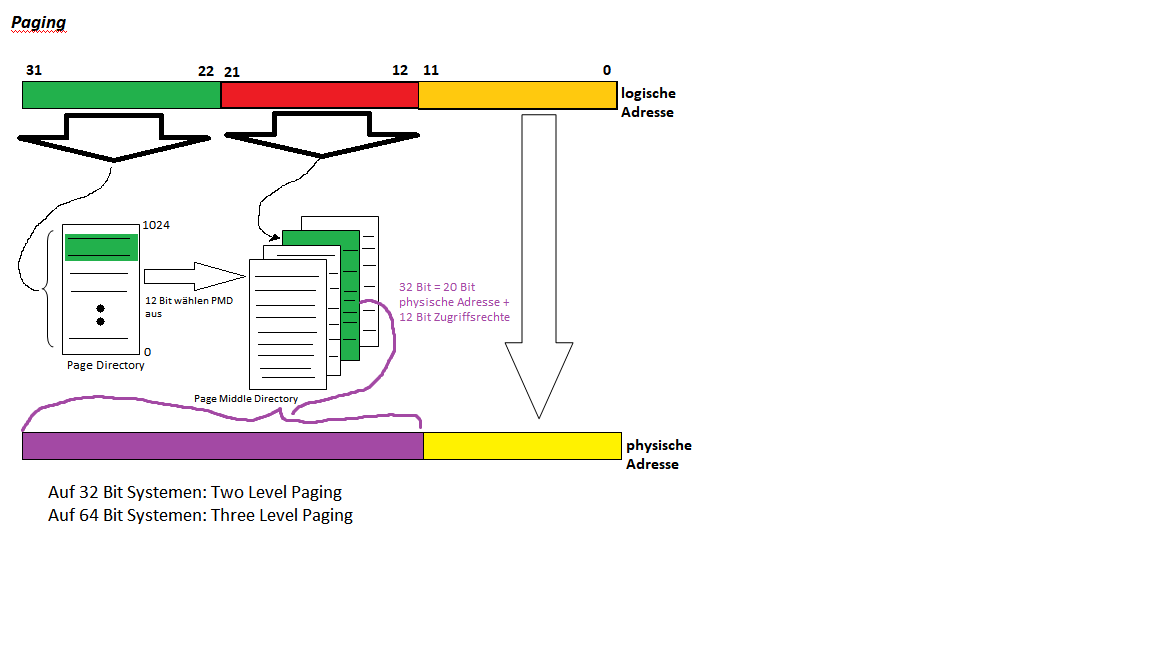 Paging
31 22 21 12 11 0
logische
Adresse
1024
12 Bit wählen PMD
aus
0
Page Directory
32 Bit = 20 Bit
physische Adresse +
12 Bit Zugriffsrechte
Page Middle Directory
physische
Adresse
Auf 32 Bit Systemen: Two Level Paging
Auf 64 Bit Systemen: Three Level Paging